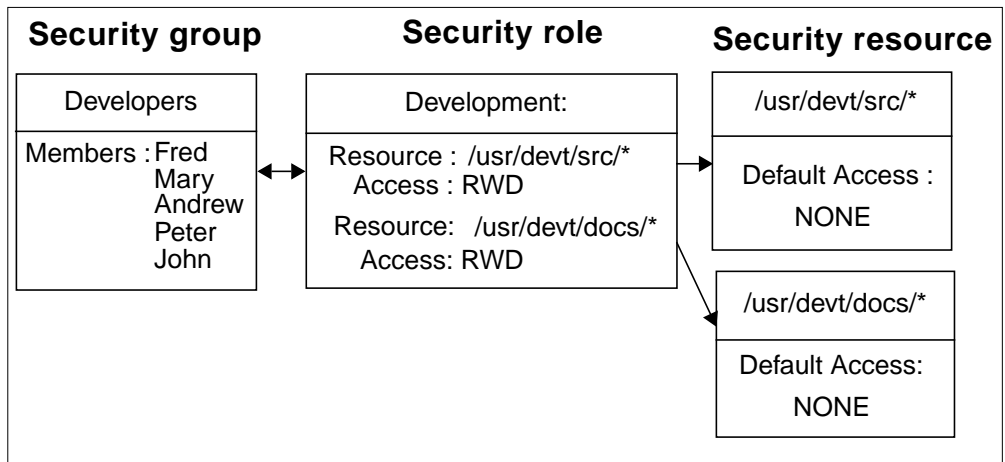 Security group
Developers
Members : Fred
Mary
Andrew
Peter
John
Security role
Development:
Resource : /usr/devt/src/*
Access : RWD
Resource: /usr/devt/docs/*
Access: RWD
Security resource
/usr/devt/src/*
Default Access :
NONE
/usr/devt/docs/*
Default Access:
NONE